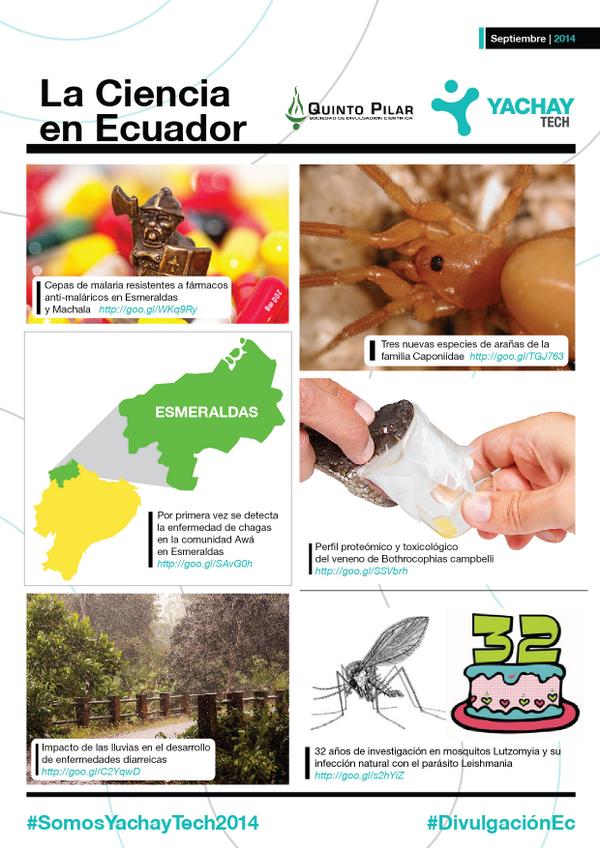 Septiembre | 2014
La Ciencia
en Ecuador
QUINTO PILAR
SOCIEDAD DE DIVULGACIÓN CIENTÍFICA
YACHAY
TECH
200 mg
Cepas de malaria resistentes a fármacos
anti-maláricos en Esmeraldas
y Machala http://goo.gl/WKq9Ry
Tres nuevas especies de arañas de la
familia Caponiidae http://goo.gl/TGJ763
ESMERALDAS
Por primera vez se detecta
la enfermedad de chagas
en la comunidad Awá
en Esmeraldas
http://goo.gl/SAvG0h
Perfil proteómico y toxicológico
del veneno de Bothrocophias campbelli
http://goo.gl/SSVbrh
Impacto de las lluvias en el desarrollo
de enfermedades diarreicas
http://goo.gl/C2YqwD
32
32 años de investigación en mosquitos Lutzomyia y su
infección natural con el parásito Leishmania
http://goo.gl/s2hYiZ
#SomosYachayTech2014
#DivulgaciónEc